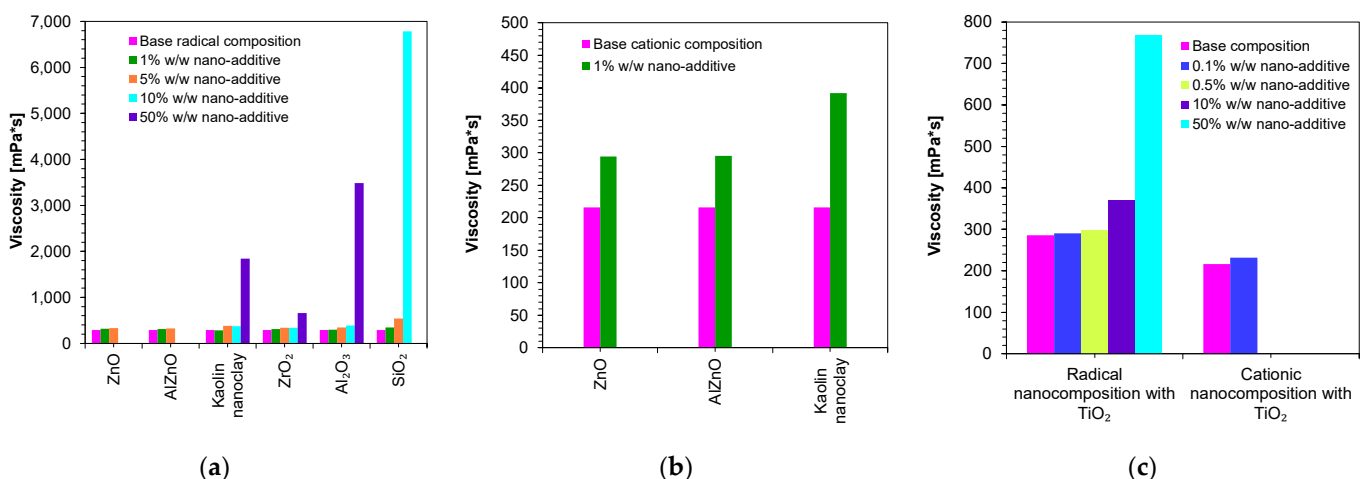 7,000
6,000
5,000
4,000
3,000
2,000
1,000
0
Viscosity [mPa*s]
Base radical composition
1% w/w nano-additive
5% w/w nano-additive
10% w/w nano-additive
50% w/w nano-additive
ZnO
AlZnO
Kaolin
nanoclay
ZrO₂
Al₂O₃
SiO₂
(a)
500
450
400
350
300
250
200
150
100
50
0
Viscosity [mPa*s]
Base cationic composition
1% w/w nano-additive
ZnO
AlZnO
Kaolin
nanoclay
(b)
800
700
600
500
400
300
200
100
0
Viscosity [mPa*s]
Base composition
0.1% w/w nano-additive
0.5% w/w nano-additive
10% w/w nano-additive
50% w/w nano-additive
Radical
nanocomposition with
TiO₂
Cationic
nanocomposition with
TiO₂
(c)